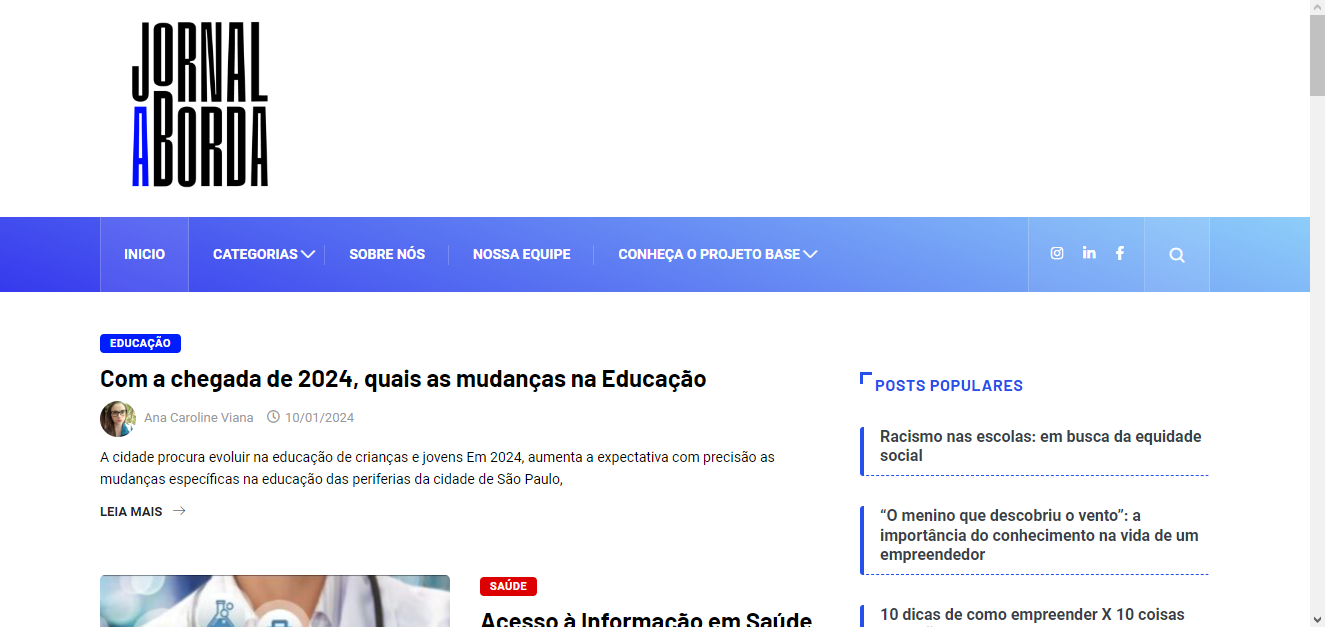 JORNAL
ABORDA
INICIO
CATEGORIAS
SOBRE NÓS
NOSSA EQUIPE
CONHEÇA O PROJETO BASE
EDUCAÇÃO
Com a chegada de 2024, quais as mudanças na Educação
Ana Caroline Viana 10/01/2024
A cidade procura evoluir na educação de crianças e jovens Em 2024, aumenta a expectativa com precisão as
mudanças específicas na educação das periferias da cidade de São Paulo,
LEIA MAIS
SAÚDE
Acesso à Informação em Saúde
POSTS POPULARES
Racismo nas escolas: em busca da equidade
social
“O menino que descobriu o vento”: a
importância do conhecimento na vida de um
empreendedor
10 dicas de como empreender X 10 coisas